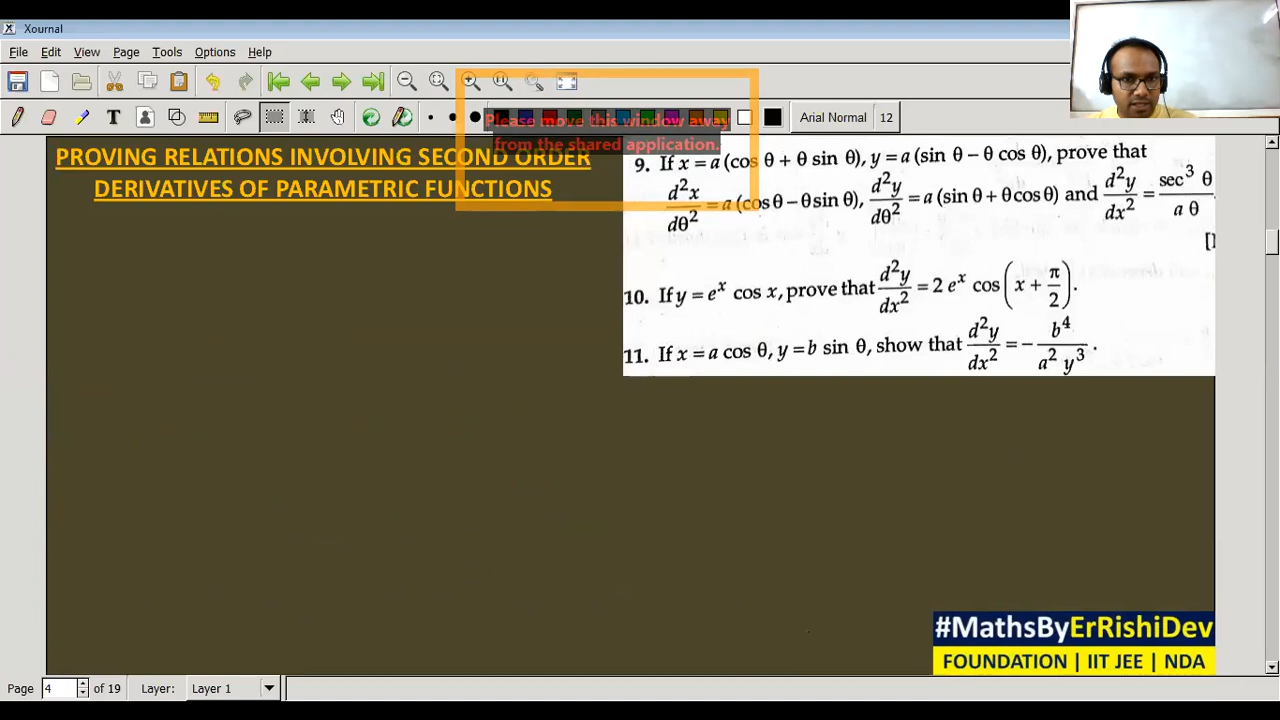 Xournal
File Edit View Page Tools Options Help
Arial Normal 12
Please move this window away
from the shared application.
PROVING RELATIONS INVOLVING SECOND ORDER
DERIVATIVES OF PARAMETRIC FUNCTIONS
9. If x = a (cos θ + θ sin θ), y = a (sin θ − θ cos θ), prove that
d²x/dθ² = a (cos θ − θ sin θ), d²y/dθ² = a (sin θ + θ cos θ) and d²y/dx² = sec³ θ/a θ
10. If y = eˣ cos x, prove that d²y/dx² = 2 eˣ cos (x + π/2).
11. If x = a cos θ, y = b sin θ, show that d²y/dx² = − b⁴/a² y³.
#MathsByErRishiDev
FOUNDATION | IIT JEE | NDA
Page 4 of 19 Layer: Layer 1